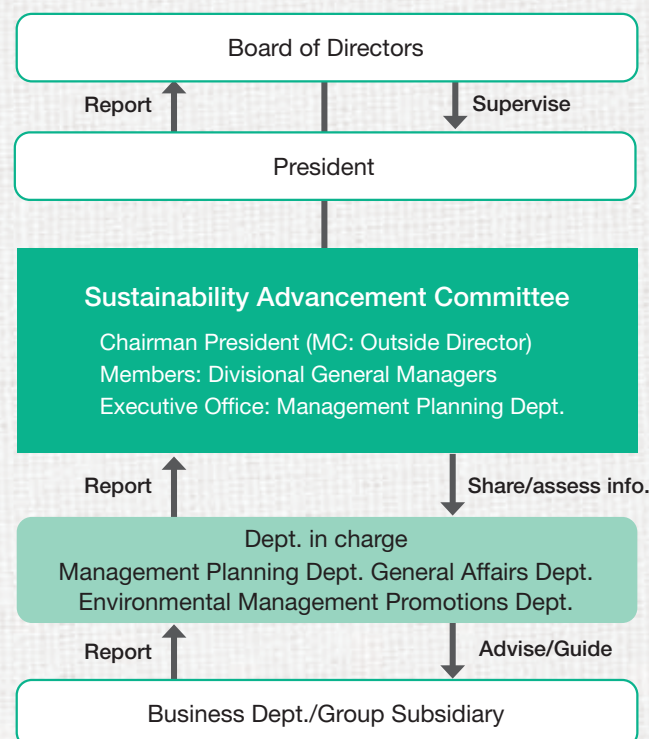 Board of Directors
Report
Supervise
President
Sustainability Advancement Committee
Chairman President (MC: Outside Director)
Members: Divisional General Managers
Executive Office: Management Planning Dept.
Report
Share/assess info.
Dept. in charge
Management Planning Dept. General Affairs Dept.
Environmental Management Promotions Dept.
Report
Advise/Guide
Business Dept./Group Subsidiary